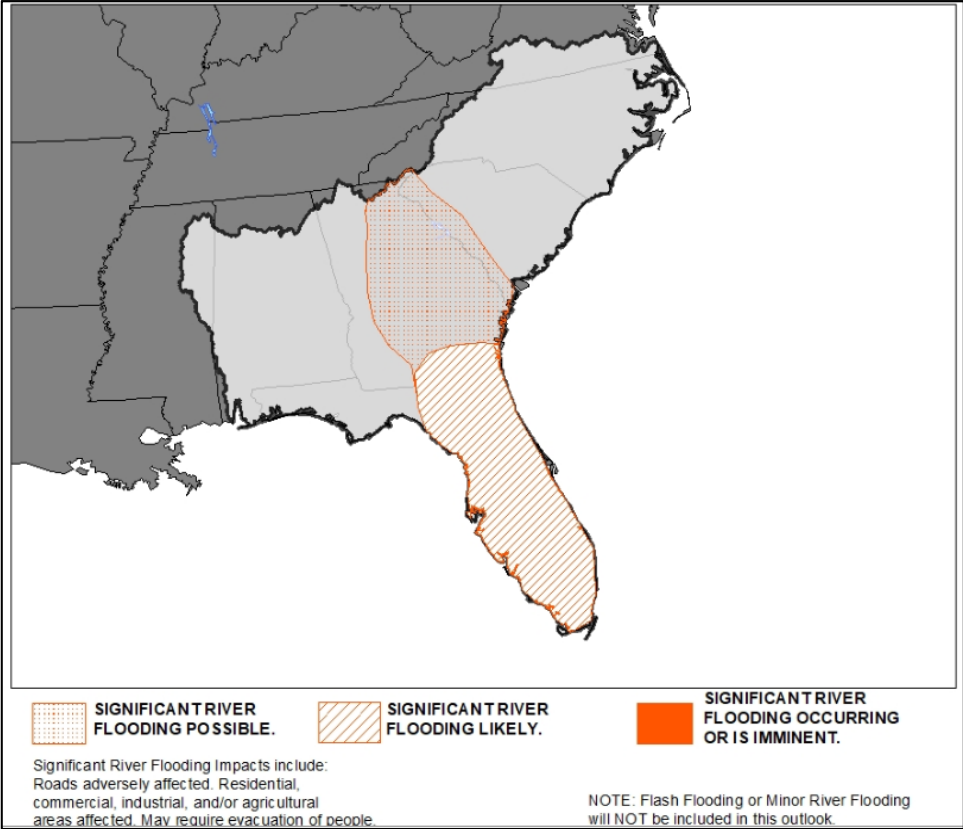 SIGNIFICANT RIVER
FLOODING POSSIBLE.
SIGNIFICANT RIVER
FLOODING LIKELY.
SIGNIFICANT RIVER
FLOODING OCCURRING
OR IS IMMINENT.
Significant River Flooding Impacts include:
Roads adversely affected. Residential,
commercial, industrial, and/or agricultural
areas affected. May require evacuation of people.
NOTE: Flash Flooding or Minor River Flooding
will NOT be included in this outlook.